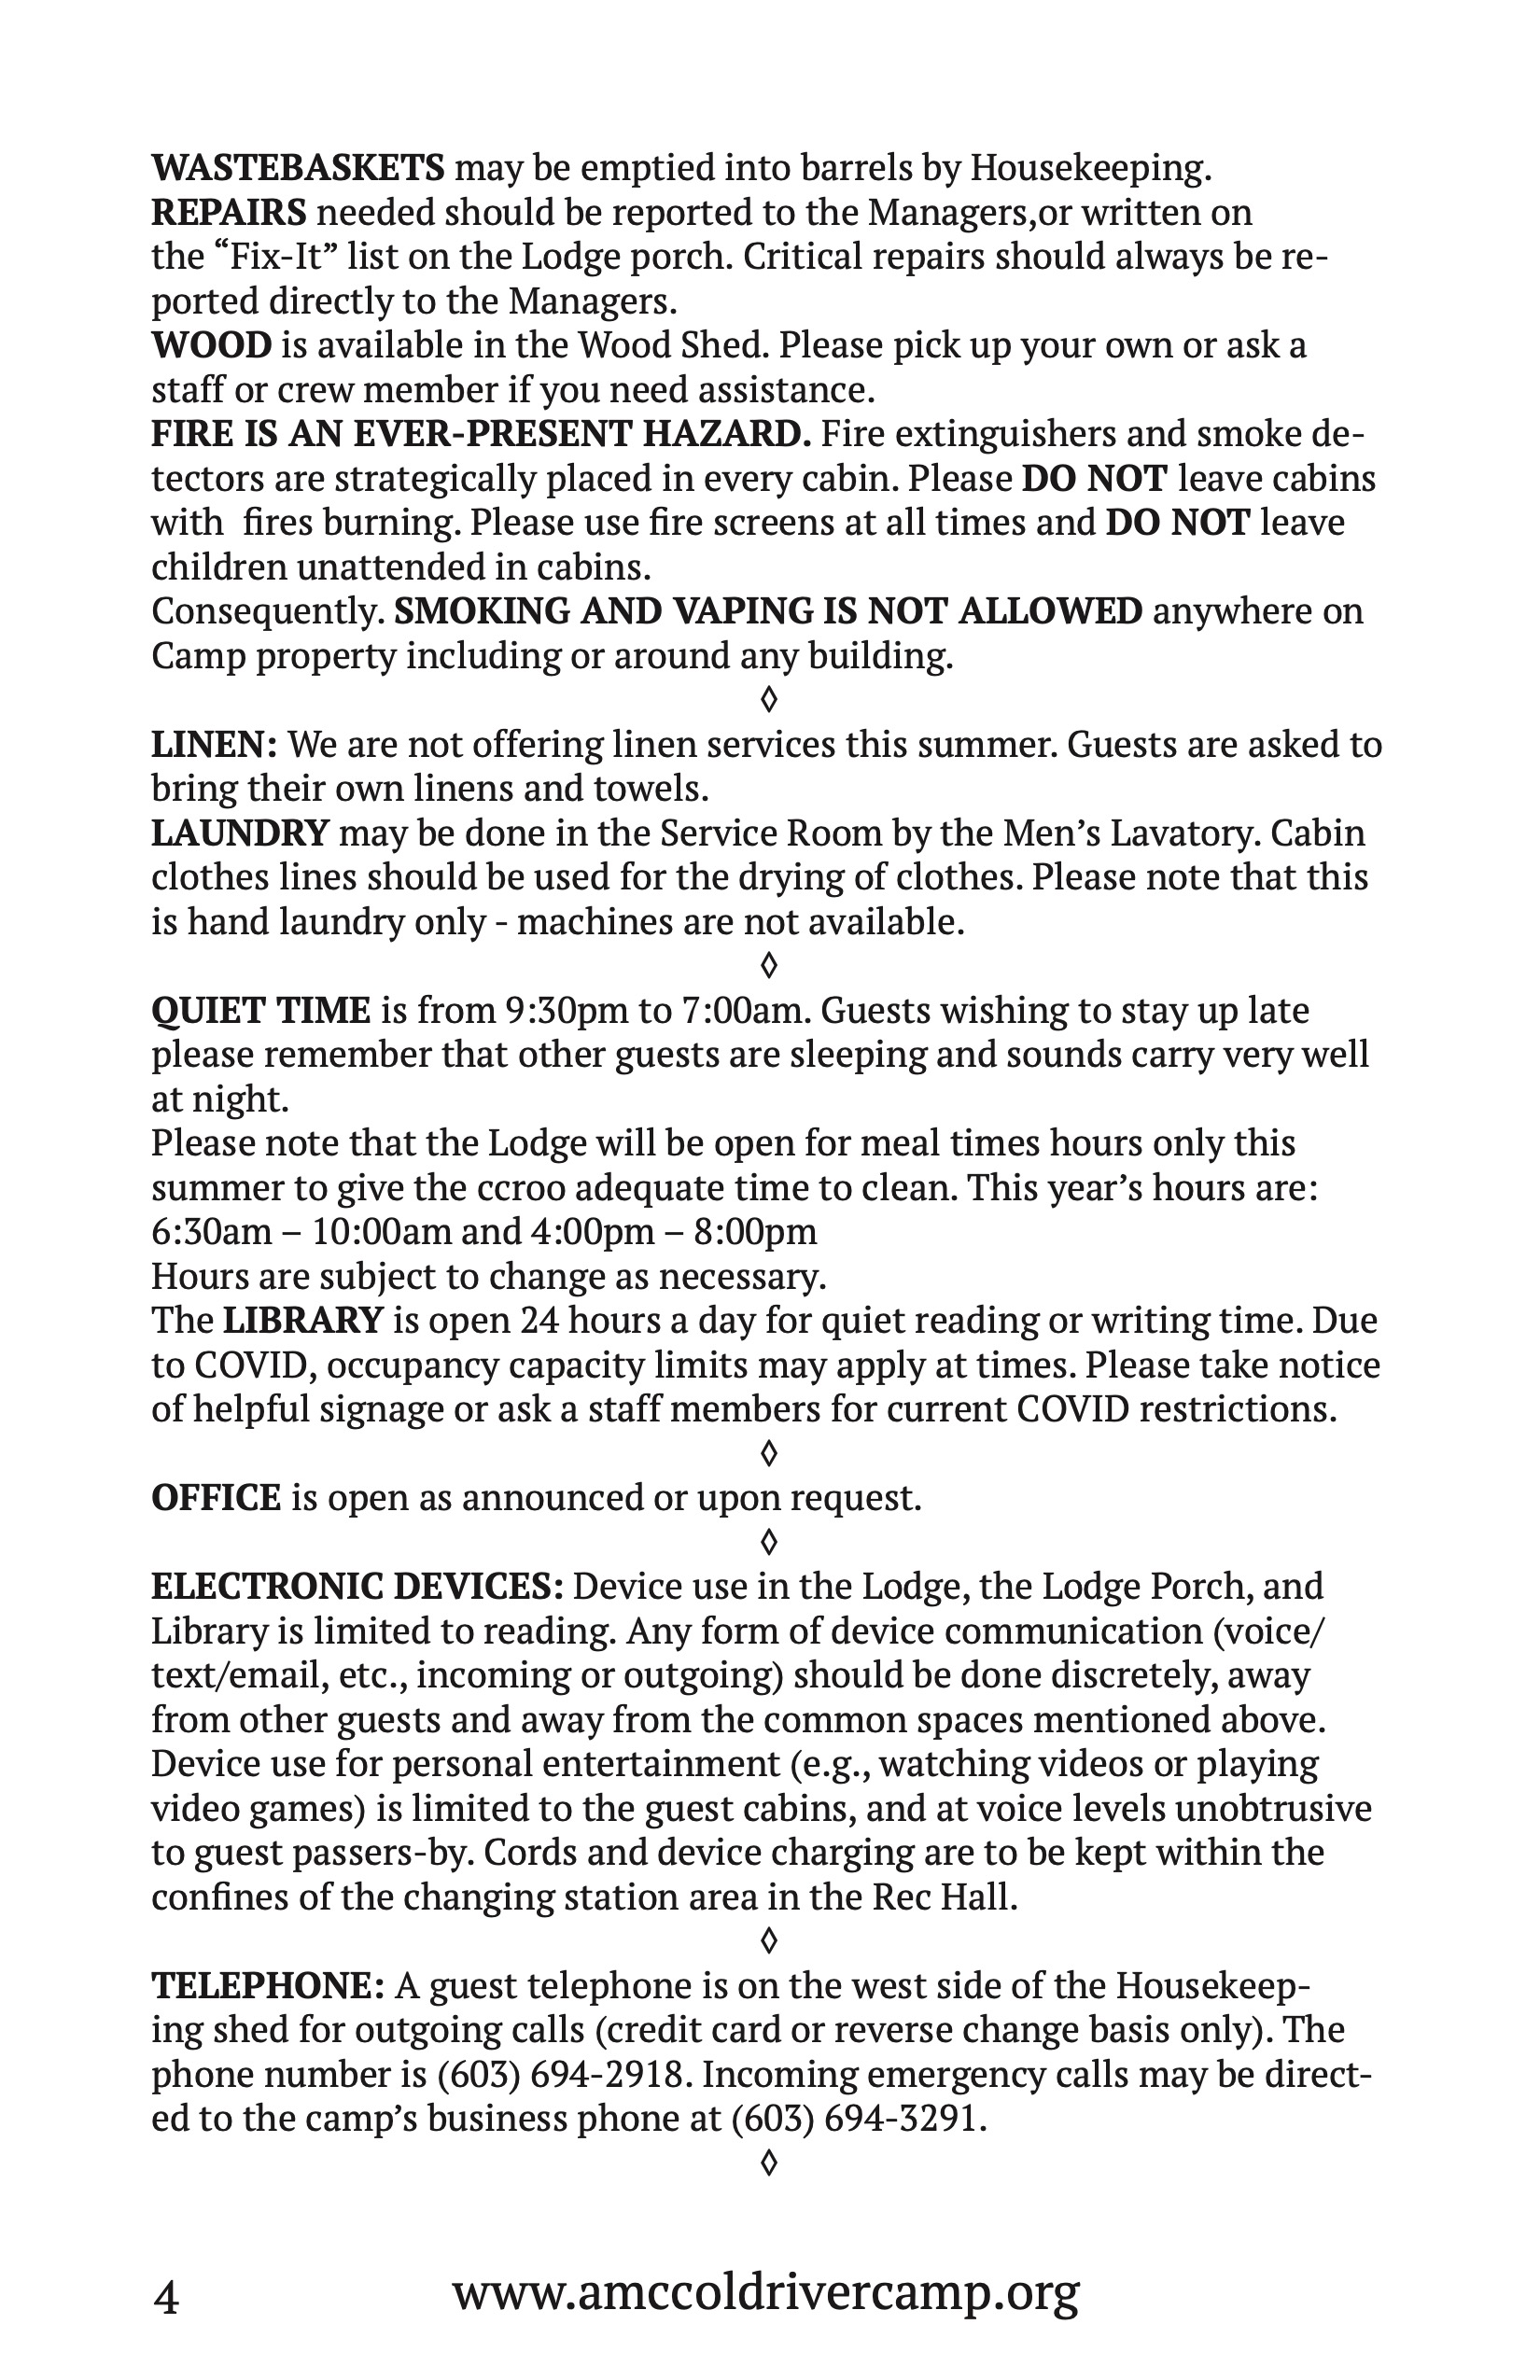 WASTEBASKETS may be emptied into barrels by Housekeeping.
REPAIRS needed should be reported to the Managers,or written on
the “Fix-It” list on the Lodge porch. Critical repairs should always be re-
ported directly to the Managers.
WOOD is available in the Wood Shed. Please pick up your own or ask a
staff or crew member if you need assistance.
FIRE IS AN EVER-PRESENT HAZARD. Fire extinguishers and smoke de-
tectors are strategically placed in every cabin. Please DO NOT leave cabins
with  fires burning. Please use fire screens at all times and DO NOT leave
children unattended in cabins.
Consequently. SMOKING AND VAPING IS NOT ALLOWED anywhere on
Camp property including or around any building.
◊
LINEN: We are not offering linen services this summer. Guests are asked to
bring their own linens and towels.
LAUNDRY may be done in the Service Room by the Men’s Lavatory. Cabin
clothes lines should be used for the drying of clothes. Please note that this
is hand laundry only - machines are not available.
◊
QUIET TIME is from 9:30pm to 7:00am. Guests wishing to stay up late
please remember that other guests are sleeping and sounds carry very well
at night.
Please note that the Lodge will be open for meal times hours only this
summer to give the ccroo adequate time to clean. This year’s hours are:
6:30am – 10:00am and 4:00pm – 8:00pm
Hours are subject to change as necessary.
The LIBRARY is open 24 hours a day for quiet reading or writing time. Due
to COVID, occupancy capacity limits may apply at times. Please take notice
of helpful signage or ask a staff members for current COVID restrictions.
◊
OFFICE is open as announced or upon request.
◊
ELECTRONIC DEVICES: Device use in the Lodge, the Lodge Porch, and
Library is limited to reading. Any form of device communication (voice/
text/email, etc., incoming or outgoing) should be done discretely, away
from other guests and away from the common spaces mentioned above.
Device use for personal entertainment (e.g., watching videos or playing
video games) is limited to the guest cabins, and at voice levels unobtrusive
to guest passers-by. Cords and device charging are to be kept within the
confines of the changing station area in the Rec Hall.
◊
TELEPHONE: A guest telephone is on the west side of the Housekeep-
ing shed for outgoing calls (credit card or reverse change basis only). The
phone number is (603) 694-2918. Incoming emergency calls may be direct-
ed to the camp’s business phone at (603) 694-3291.
◊
4 www.amccoldrivercamp.org